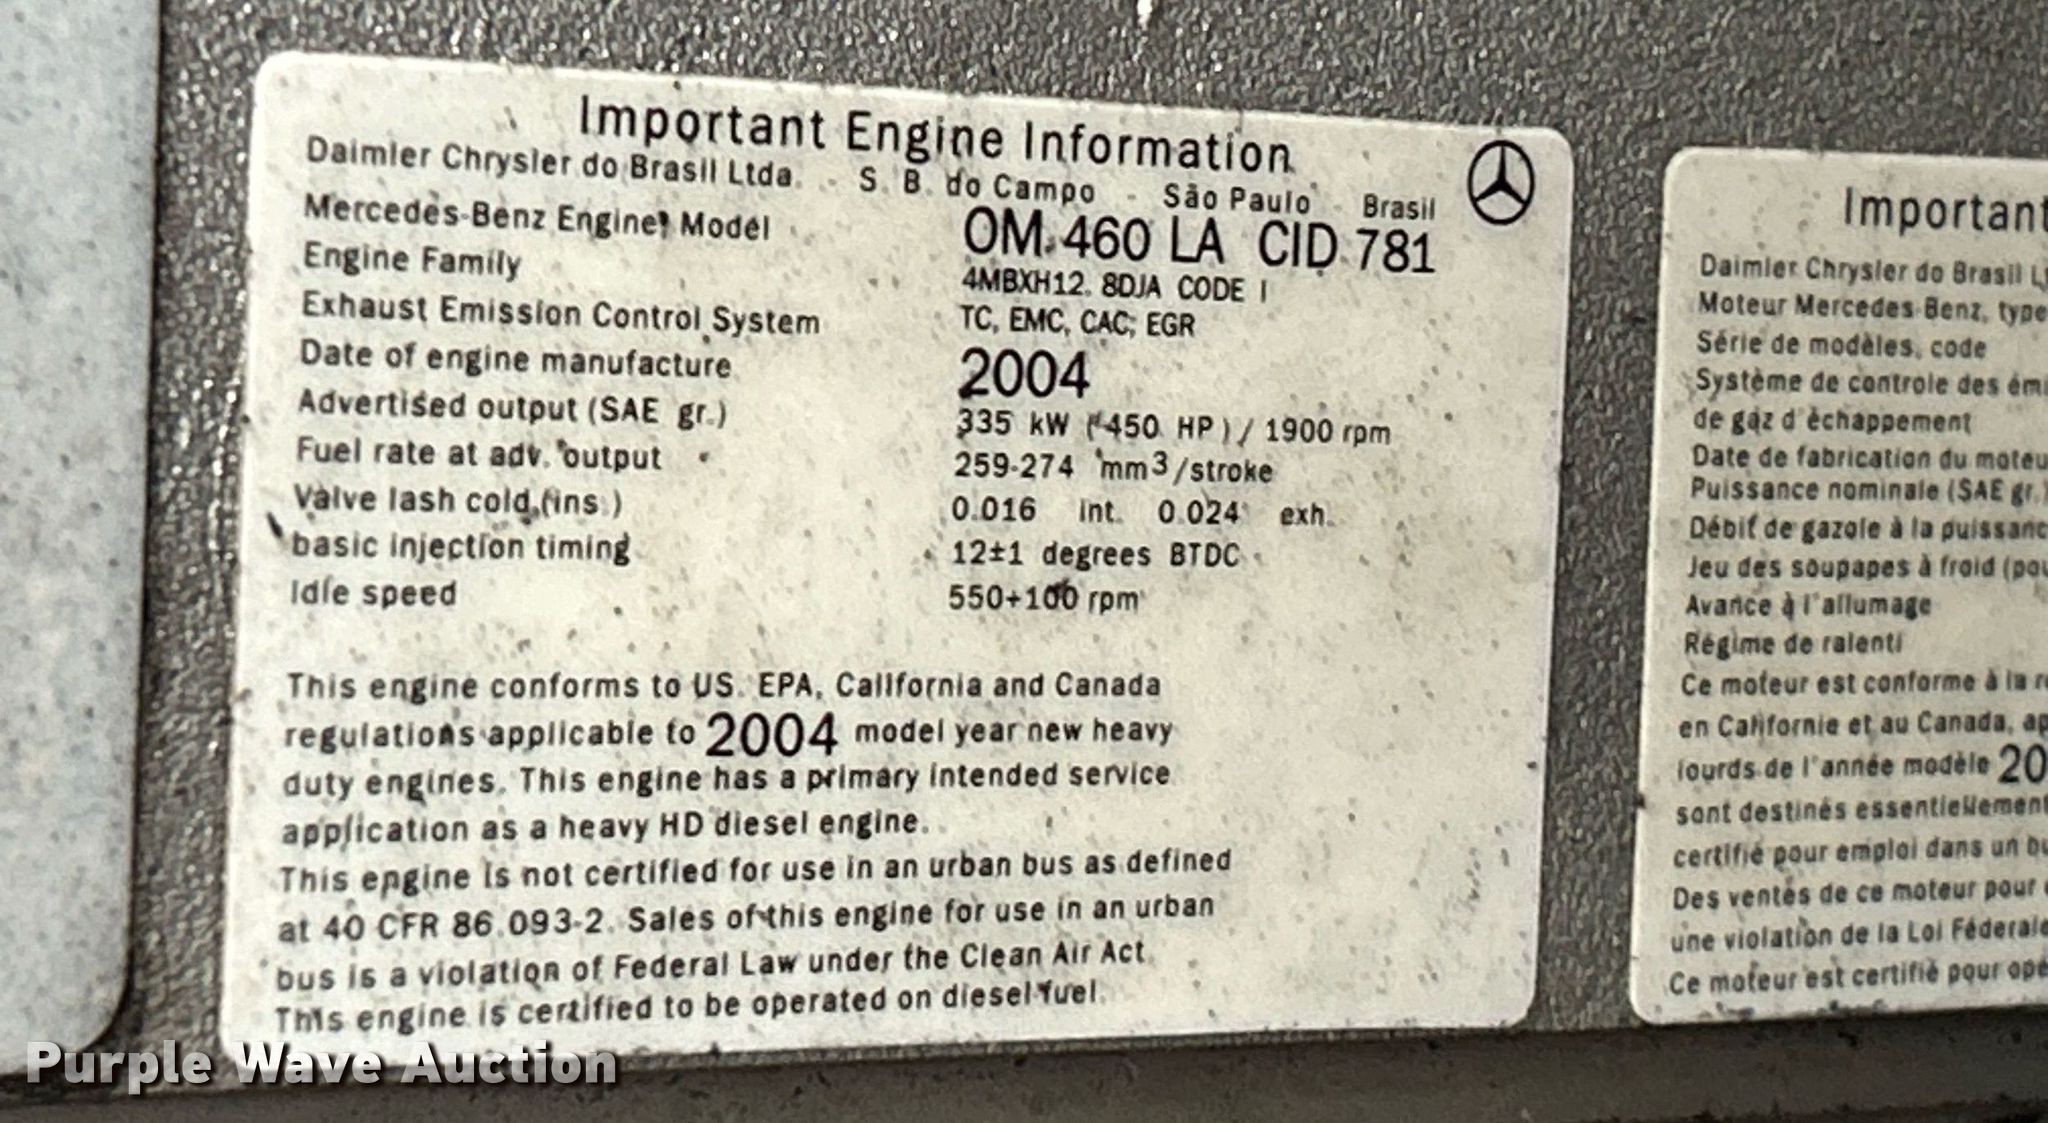 Important Engine Information
Daimler Chrysler do Brasil Ltda. - S. B. do Campo - São Paulo - Brasil
Mercedes-Benz Engine, Model OM 460 LA CID 781
Engine Family 4MBXH12.8DJA CODE I
Exhaust Emission Control System TC, EMC, CAC, EGR
Date of engine manufacture 2004
Advertised output (SAE gr.) 335 kW (450 HP) / 1900 rpm
Fuel rate at adv. output 259-274 mm3/stroke
Valve lash cold (ins.) 0.016 int. 0.024 exh.
basic injection timing 12±1 degrees BTDC
Idle speed 550+100 rpm
This engine conforms to US. EPA, California and Canada
regulations applicable to 2004 model year new heavy
duty engines. This engine has a primary intended service
application as a heavy HD diesel engine.
This engine is not certified for use in an urban bus as defined
at 40 CFR 86.093-2. Sales of this engine for use in an urban
bus is a violation of Federal Law under the Clean Air Act.
This engine is certified to be operated on diesel fuel.
Important
Daimler Chrysler do Brasil L
Moteur Mercedes-Benz, type
Série de modèles, code
Système de controle des émi
de gaz d'èchappement
Date de fabrication du moteu
Puissance nominale (SAE gr.)
Débit de gazole à la puissanc
Jeu des soupapes à froid (pou
Avance à l'allumage
Régime de ralenti
Ce moteur est conforme à la r
en Californie et au Canada, ap
lourds de l'année modèle 20
sont destinés essentiellement
certifié pour emploi dans un bu
Des ventes de ce moteur pour
une violation de la Loi Féderale
Ce moteur est certifiè pour opé
Purple Wave Auction